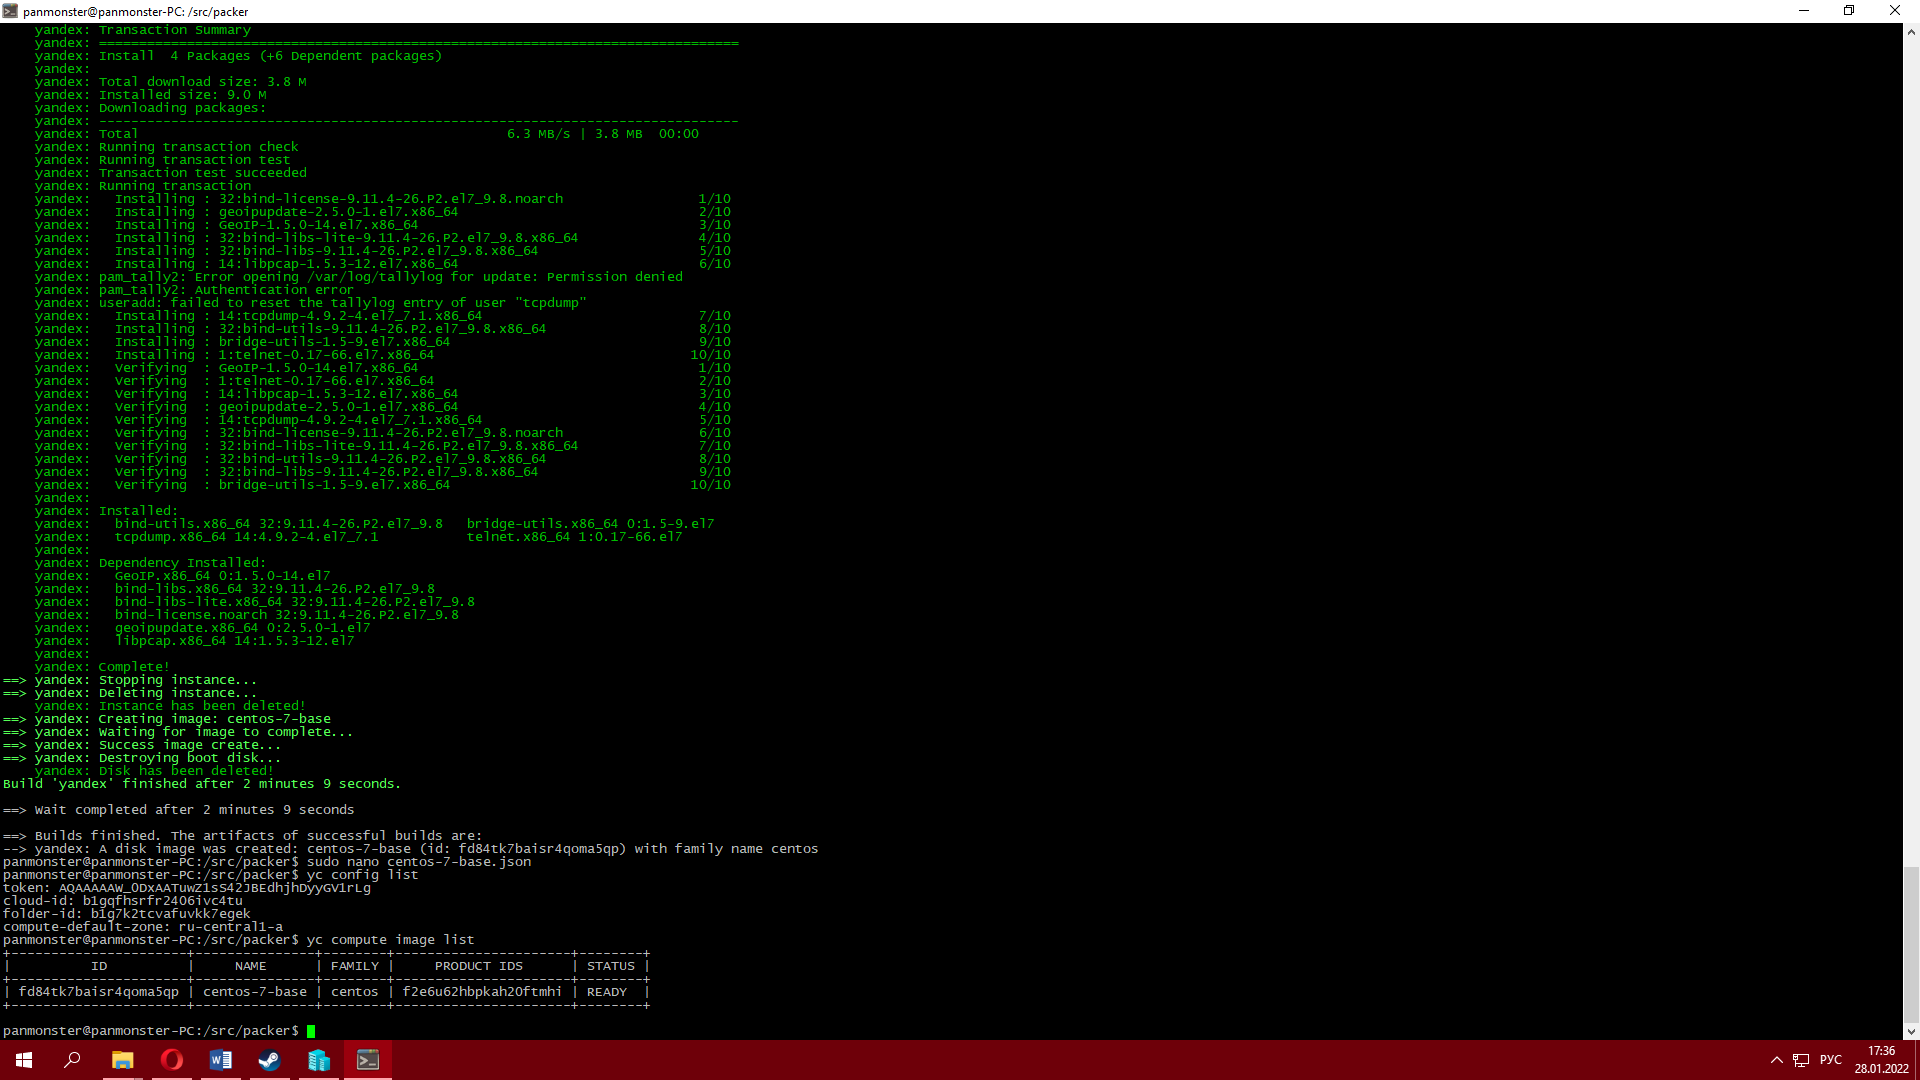 panmonster@panmonster-PC: /src/packer
yandex: Transaction Summary
yandex: ================================================================================
yandex: Install  4 Packages (+6 Dependent packages)
yandex:
yandex: Total download size: 3.8 M
yandex: Installed size: 9.0 M
yandex: Downloading packages:
yandex: --------------------------------------------------------------------------------
yandex: Total                                              6.3 MB/s | 3.8 MB  00:00
yandex: Running transaction check
yandex: Running transaction test
yandex: Transaction test succeeded
yandex: Running transaction
yandex:   Installing : 32:bind-license-9.11.4-26.P2.el7_9.8.noarch                 1/10
yandex:   Installing : geoipupdate-2.5.0-1.el7.x86_64                              2/10
yandex:   Installing : GeoIP-1.5.0-14.el7.x86_64                                   3/10
yandex:   Installing : 32:bind-libs-lite-9.11.4-26.P2.el7_9.8.x86_64               4/10
yandex:   Installing : 32:bind-libs-9.11.4-26.P2.el7_9.8.x86_64                    5/10
yandex:   Installing : 14:libpcap-1.5.3-12.el7.x86_64                              6/10
yandex: pam_tally2: Error opening /var/log/tallylog for update: Permission denied
yandex: pam_tally2: Authentication error
yandex: useradd: failed to reset the tallylog entry of user "tcpdump"
yandex:   Installing : 14:tcpdump-4.9.2-4.el7_7.1.x86_64                           7/10
yandex:   Installing : 32:bind-utils-9.11.4-26.P2.el7_9.8.x86_64                   8/10
yandex:   Installing : bridge-utils-1.5-9.el7.x86_64                               9/10
yandex:   Installing : 1:telnet-0.17-66.el7.x86_64                                10/10
yandex:   Verifying  : GeoIP-1.5.0-14.el7.x86_64                                   1/10
yandex:   Verifying  : 1:telnet-0.17-66.el7.x86_64                                 2/10
yandex:   Verifying  : 14:libpcap-1.5.3-12.el7.x86_64                              3/10
yandex:   Verifying  : geoipupdate-2.5.0-1.el7.x86_64                              4/10
yandex:   Verifying  : 14:tcpdump-4.9.2-4.el7_7.1.x86_64                           5/10
yandex:   Verifying  : 32:bind-license-9.11.4-26.P2.el7_9.8.noarch                 6/10
yandex:   Verifying  : 32:bind-libs-lite-9.11.4-26.P2.el7_9.8.x86_64               7/10
yandex:   Verifying  : 32:bind-utils-9.11.4-26.P2.el7_9.8.x86_64                   8/10
yandex:   Verifying  : 32:bind-libs-9.11.4-26.P2.el7_9.8.x86_64                    9/10
yandex:   Verifying  : bridge-utils-1.5-9.el7.x86_64                              10/10
yandex:
yandex: Installed:
yandex:   bind-utils.x86_64 32:9.11.4-26.P2.el7_9.8   bridge-utils.x86_64 0:1.5-9.el7
yandex:   tcpdump.x86_64 14:4.9.2-4.el7_7.1           telnet.x86_64 1:0.17-66.el7
yandex:
yandex: Dependency Installed:
yandex:   GeoIP.x86_64 0:1.5.0-14.el7
yandex:   bind-libs.x86_64 32:9.11.4-26.P2.el7_9.8
yandex:   bind-libs-lite.x86_64 32:9.11.4-26.P2.el7_9.8
yandex:   bind-license.noarch 32:9.11.4-26.P2.el7_9.8
yandex:   geoipupdate.x86_64 0:2.5.0-1.el7
yandex:   libpcap.x86_64 14:1.5.3-12.el7
yandex:
yandex: Complete!
==> yandex: Stopping instance...
==> yandex: Deleting instance...
yandex: Instance has been deleted!
==> yandex: Creating image: centos-7-base
==> yandex: Waiting for image to complete...
==> yandex: Success image create...
==> yandex: Destroying boot disk...
yandex: Disk has been deleted!
Build 'yandex' finished after 2 minutes 9 seconds.
==> Wait completed after 2 minutes 9 seconds
==> Builds finished. The artifacts of successful builds are:
--> yandex: A disk image was created: centos-7-base (id: fd84tk7baisr4qoma5qp) with family name centos
panmonster@panmonster-PC:/src/packer$ sudo nano centos-7-base.json
panmonster@panmonster-PC:/src/packer$ yc config list
token: AQAAAAAW_ODxAATuwZ1sS42JBEdhjhDyyGV1rLg
cloud-id: b1gqfhsrfr2406ivc4tu
folder-id: b1g7k2tcvafuvkk7egek
compute-default-zone: ru-central1-a
panmonster@panmonster-PC:/src/packer$ yc compute image list
+----------------------+---------------+--------+----------------------+--------+
|          ID          |     NAME      | FAMILY |     PRODUCT IDS      | STATUS |
+----------------------+---------------+--------+----------------------+--------+
| fd84tk7baisr4qoma5qp | centos-7-base | centos | f2e6u62hbpkah20ftmhi | READY  |
+----------------------+---------------+--------+----------------------+--------+
panmonster@panmonster-PC:/src/packer$
РУС
17:36
28.01.2022